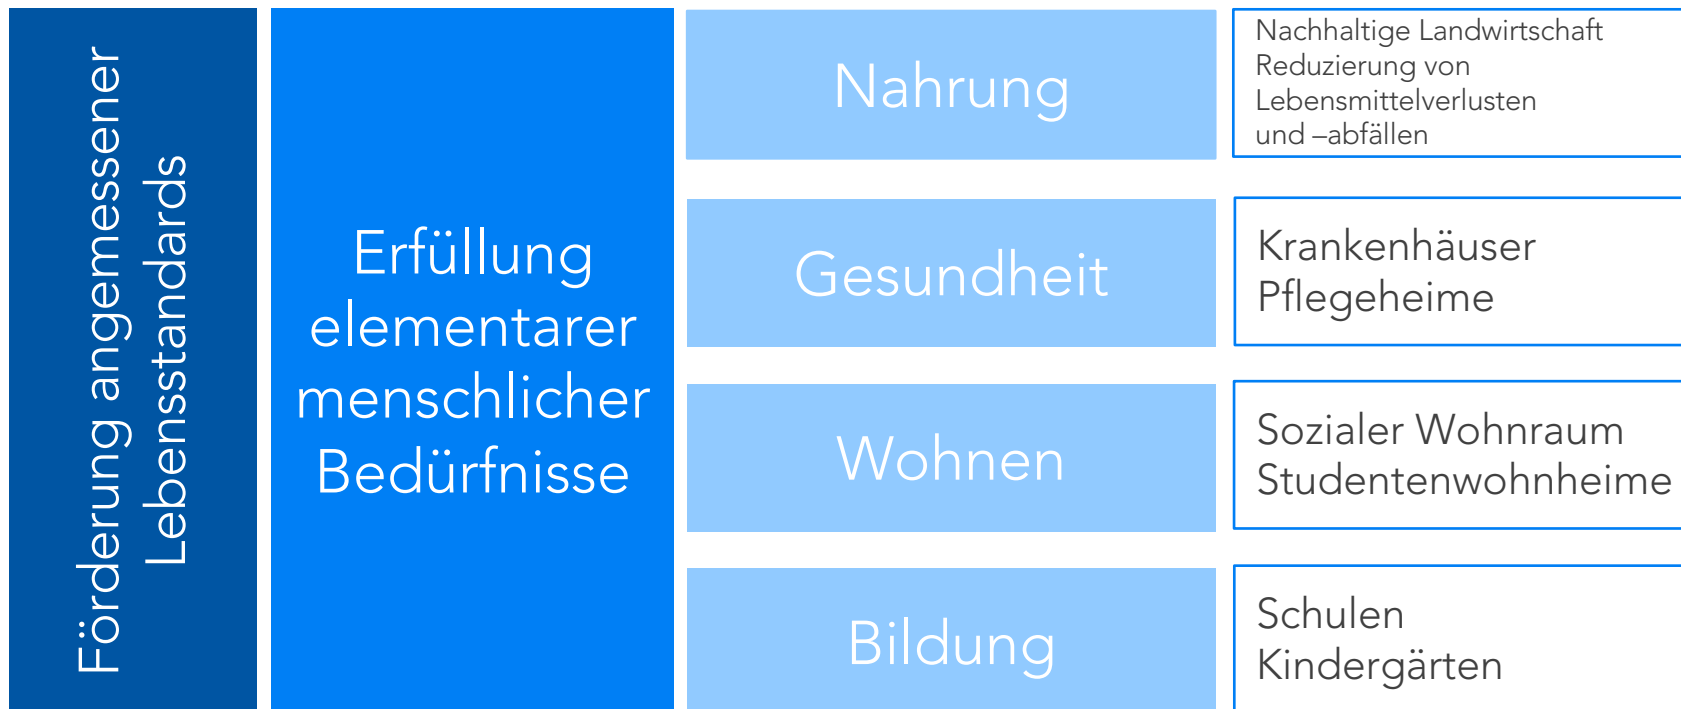 Förderung angemessener
Lebensstandards
Erfüllung
elementarer
menschlicher
Bedürfnisse
Nahrung
Nachhaltige Landwirtschaft
Reduzierung von
Lebensmittelverlusten
und –abfällen
Gesundheit
Krankenhäuser
Pflegeheime
Wohnen
Sozialer Wohnraum
Studentenwohnheime
Bildung
Schulen
Kindergärten